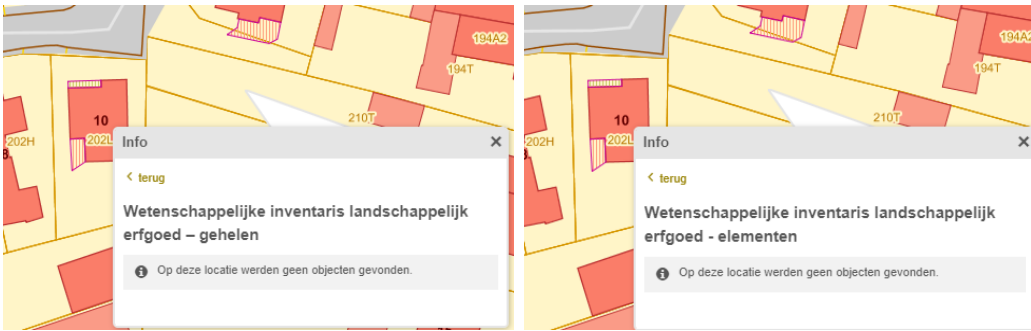 194A2
194T
210T
10
202H
202L
Info ×
< terug
Wetenschappelijke inventaris landschappelijk
erfgoed – gehelen
Op deze locatie werden geen objecten gevonden.
194A2
194T
210T
10
202H
202L
Info ×
< terug
Wetenschappelijke inventaris landschappelijk
erfgoed - elementen
Op deze locatie werden geen objecten gevonden.